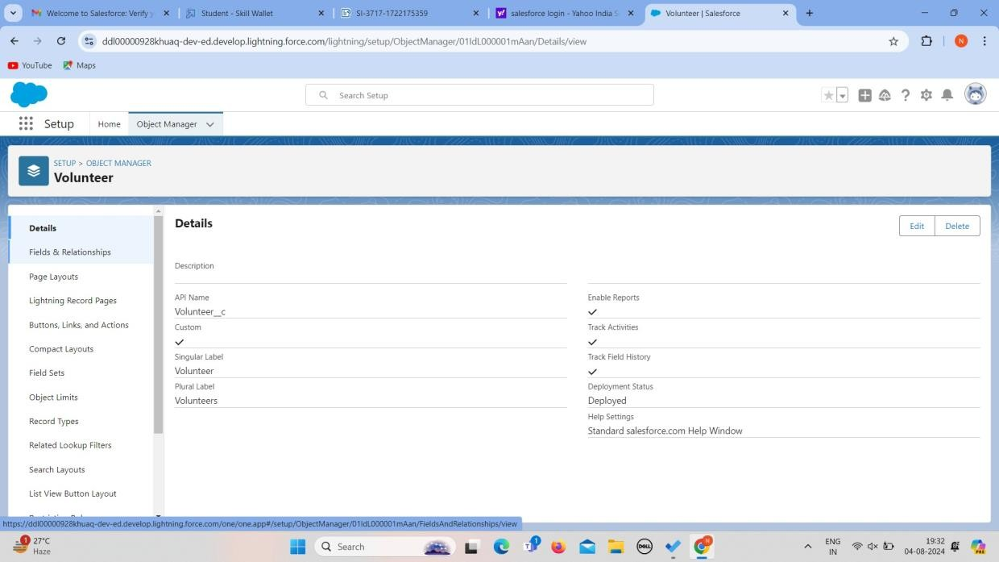 Welcome to Salesforce: Verify y
Student - Skill Wallet
SI-3717-1722175359
salesforce login - Yahoo India S
Volunteer | Salesforce
ddl00000928khuaq-dev-ed.develop.lightning.force.com/lightning/setup/ObjectManager/01IdL000001mAan/Details/view
N
YouTube
Maps
Search Setup
Setup
Home
Object Manager
SETUP > OBJECT MANAGER
Volunteer
Details
Fields & Relationships
Page Layouts
Lightning Record Pages
Buttons, Links, and Actions
Compact Layouts
Field Sets
Object Limits
Record Types
Related Lookup Filters
Search Layouts
List View Button Layout
Details
Edit
Delete
Description
API Name
Volunteer__c
Custom
Singular Label
Volunteer
Plural Label
Volunteers
Enable Reports
Track Activities
Track Field History
Deployment Status
Deployed
Help Settings
Standard salesforce.com Help Window
https://ddl00000928khuaq-dev-ed.develop.lightning.force.com/one/one.app#/setup/ObjectManager/01IdL000001mAan/FieldsAndRelationships/view
1
27°C
Haze
Search
1
DELL
N
ENG
IN
19:32
04-08-2024
PRE